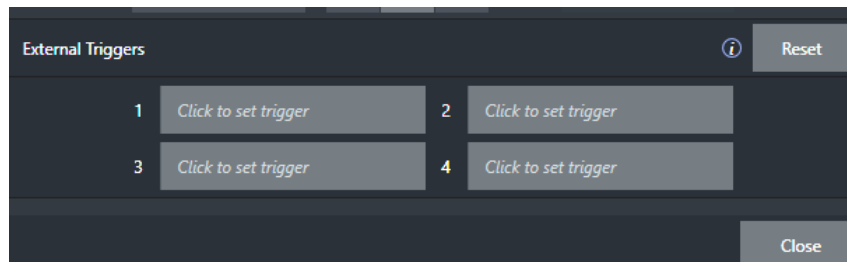 External Triggers Reset
1 Click to set trigger 2 Click to set trigger
3 Click to set trigger 4 Click to set trigger
Close